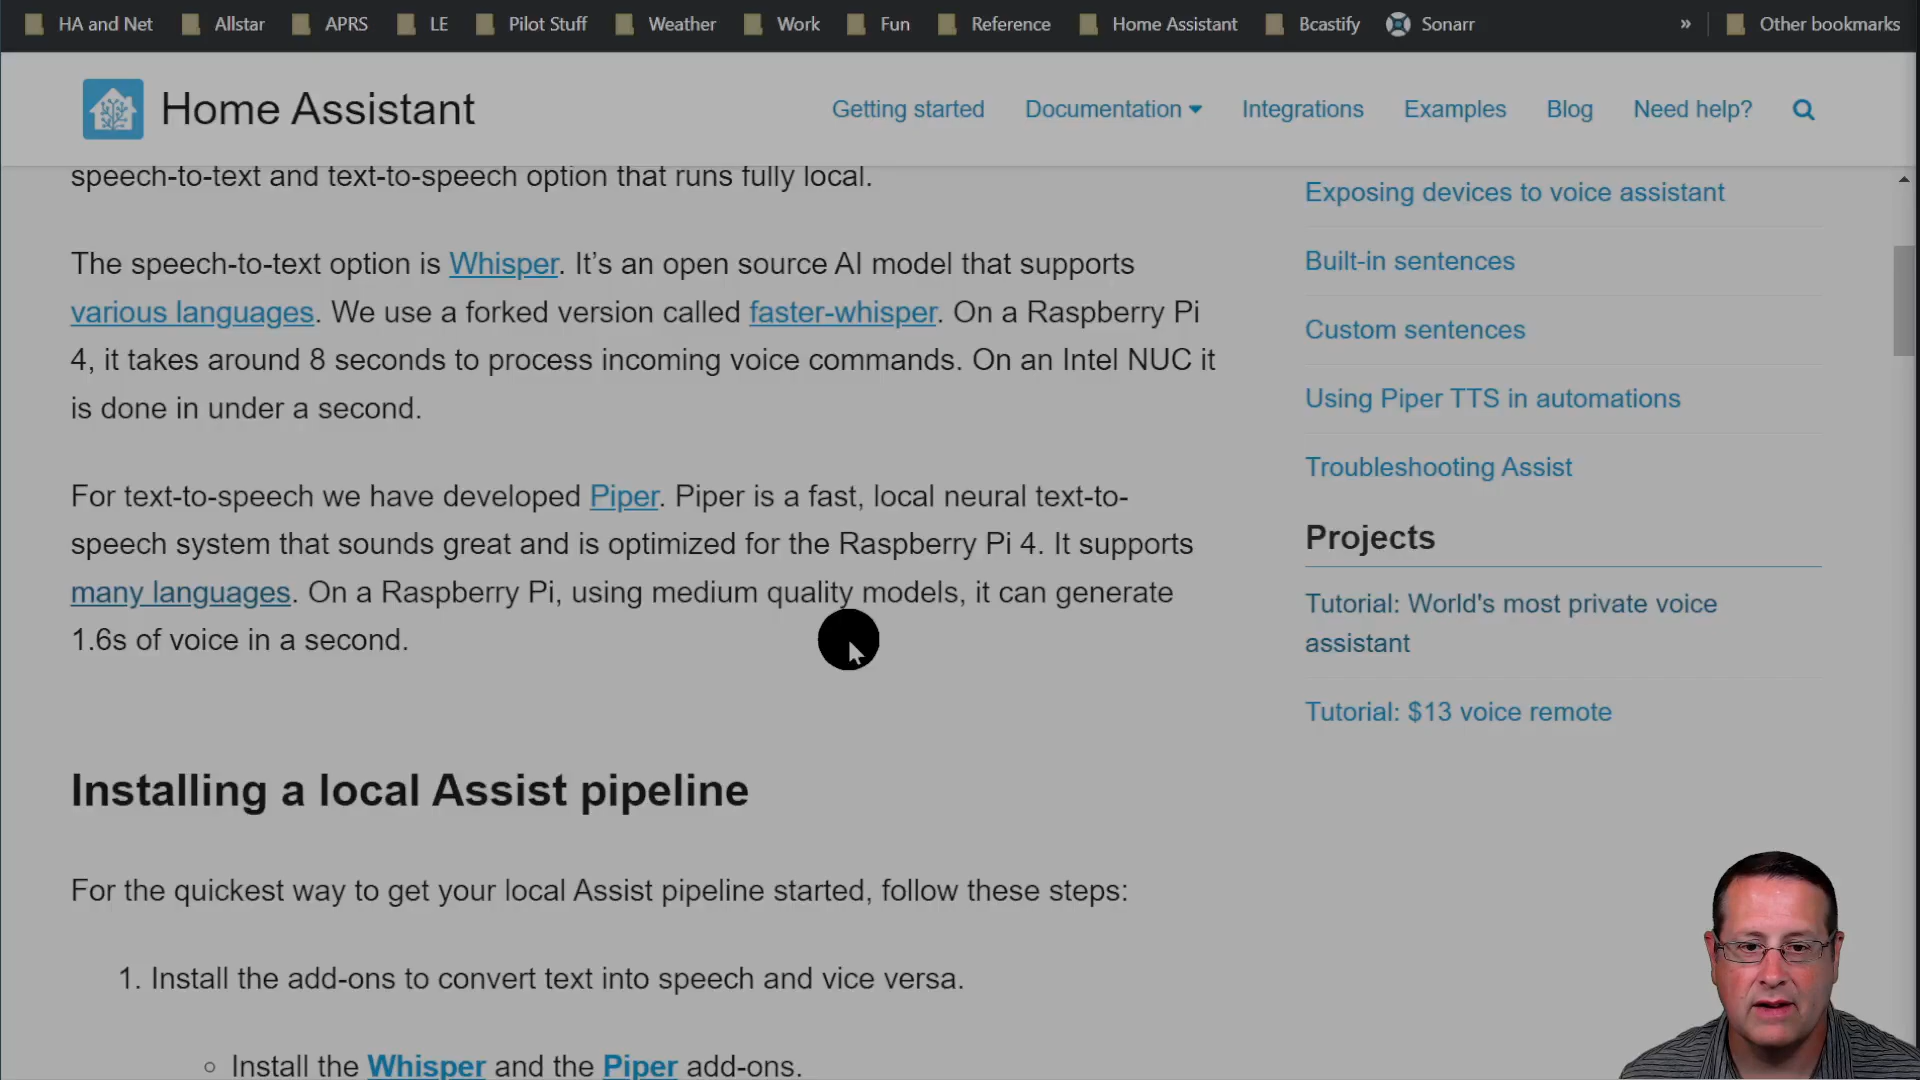 HA and Net Allstar APRS LE Pilot Stuff Weather Work Fun Reference Home Assistant Bcastify Sonarr » Other bookmarks
Home Assistant Getting started Documentation Integrations Examples Blog Need help?
speech-to-text and text-to-speech option that runs fully local.
The speech-to-text option is Whisper. It’s an open source AI model that supports
various languages. We use a forked version called faster-whisper. On a Raspberry Pi
4, it takes around 8 seconds to process incoming voice commands. On an Intel NUC it
is done in under a second.
For text-to-speech we have developed Piper. Piper is a fast, local neural text-to-
speech system that sounds great and is optimized for the Raspberry Pi 4. It supports
many languages. On a Raspberry Pi, using medium quality models, it can generate
1.6s of voice in a second.
Installing a local Assist pipeline
For the quickest way to get your local Assist pipeline started, follow these steps:
1. Install the add-ons to convert text into speech and vice versa.
○ Install the Whisper and the Piper add-ons.
Exposing devices to voice assistant
Built-in sentences
Custom sentences
Using Piper TTS in automations
Troubleshooting Assist
Projects
Tutorial: World's most private voice
assistant
Tutorial: $13 voice remote